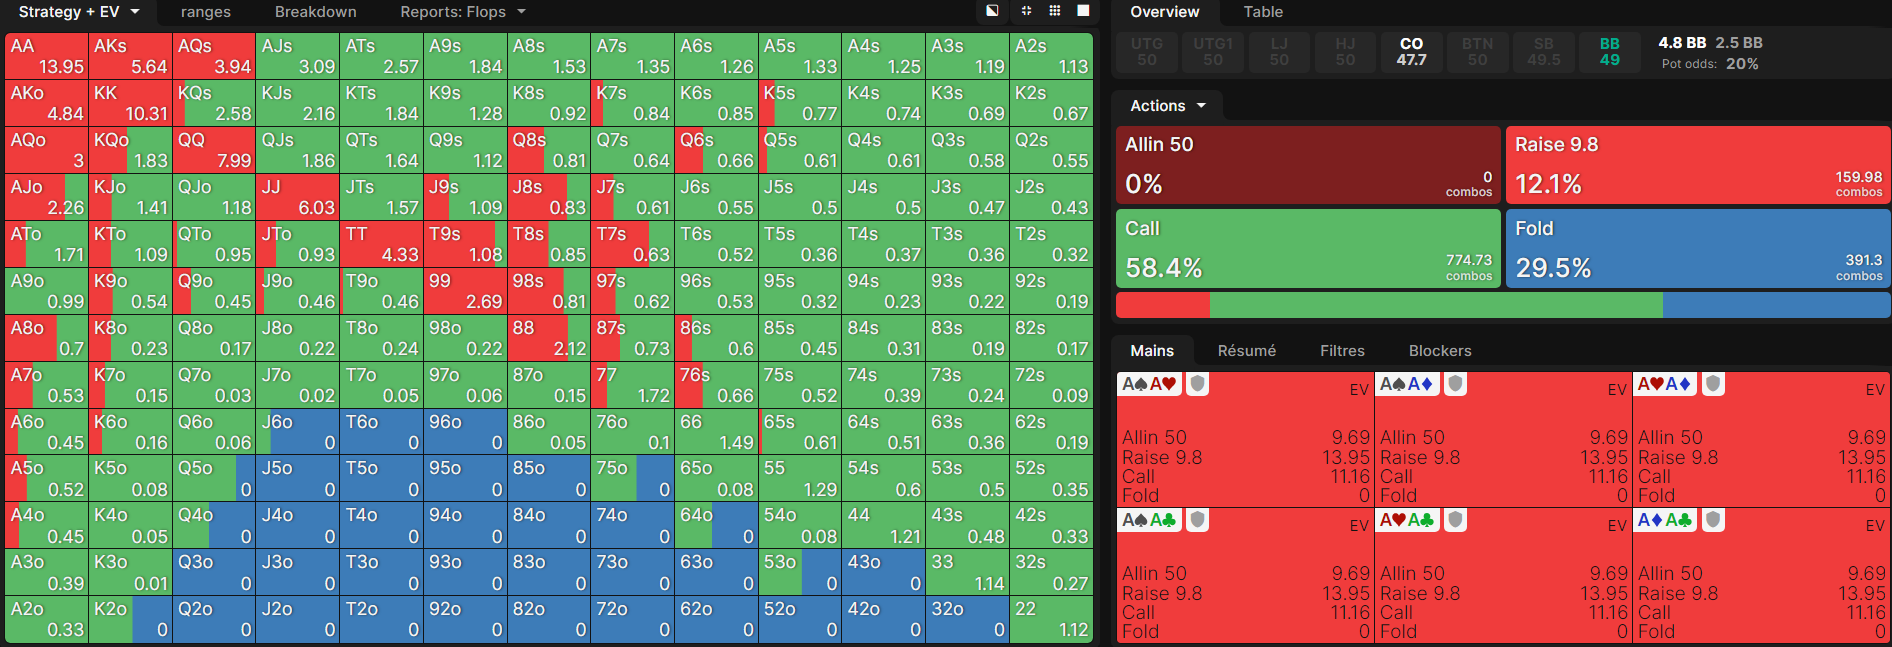 Strategy + EV ranges Breakdown Reports: Flops
AA AKs AQs AJs ATs A9s A8s A7s A6s A5s A4s A3s A2s
13.95 5.64 3.94 3.09 2.57 1.84 1.53 1.35 1.26 1.33 1.25 1.19 1.13
AKo KK KQs KJs KTs K9s K8s K7s K6s K5s K4s K3s K2s
4.84 10.31 2.58 2.16 1.84 1.28 0.92 0.84 0.85 0.77 0.74 0.69 0.67
AQo KQo QQ QJs QTs Q9s Q8s Q7s Q6s Q5s Q4s Q3s Q2s
3 1.83 7.99 1.86 1.64 1.12 0.81 0.64 0.66 0.61 0.61 0.58 0.55
AJo KJo QJo JJ JTs J9s J8s J7s J6s J5s J4s J3s J2s
2.26 1.41 1.18 6.03 1.57 1.09 0.83 0.61 0.55 0.5 0.5 0.47 0.43
ATo KTo QTo JTo TT T9s T8s T7s T6s T5s T4s T3s T2s
1.71 1.09 0.95 0.93 4.33 1.08 0.85 0.63 0.52 0.36 0.37 0.36 0.32
A9o K9o Q9o J9o T9o 99 98s 97s 96s 95s 94s 93s 92s
0.99 0.54 0.45 0.46 0.46 2.69 0.81 0.62 0.53 0.32 0.23 0.22 0.19
A8o K8o Q8o J8o T8o 98o 88 87s 86s 85s 84s 83s 82s
0.7 0.23 0.17 0.22 0.24 0.22 2.12 0.73 0.6 0.45 0.31 0.19 0.17
A7o K7o Q7o J7o T7o 97o 87o 77 76s 75s 74s 73s 72s
0.53 0.15 0.03 0.02 0.05 0.06 0.15 1.72 0.66 0.52 0.39 0.24 0.09
A6o K6o Q6o J6o T6o 96o 86o 76o 66 65s 64s 63s 62s
0.45 0.16 0.06 0 0 0 0.05 0.1 1.49 0.61 0.51 0.36 0.19
A5o K5o Q5o J5o T5o 95o 85o 75o 65o 55 54s 53s 52s
0.52 0.08 0 0 0 0 0 0 0.08 1.29 0.6 0.5 0.35
A4o K4o Q4o J4o T4o 94o 84o 74o 64o 54o 44 43s 42s
0.45 0.05 0 0 0 0 0 0 0 0.08 1.21 0.48 0.33
A3o K3o Q3o J3o T3o 93o 83o 73o 63o 53o 43o 33 32s
0.39 0.01 0 0 0 0 0 0 0 0 0 1.14 0.27
A2o K2o Q2o J2o T2o 92o 82o 72o 62o 52o 42o 32o 22
0.33 0 0 0 0 0 0 0 0 0 0 0 1.12
Overview Table
UTG UTG1 LJ HJ CO BTN SB BB 4.8 BB 2.5 BB
50 50 50 50 47.7 50 49.5 49 Pot odds: 20%
Actions
Allin 50 Raise 9.8
0% 0 combos 12.1% 159.98 combos
Call Fold
58.4% 774.73 combos 29.5% 391.3 combos
Mains Résumé Filtres Blockers
A♠A♥ EV A♠A♦ EV A♥A♦ EV
Allin 50 9.69 Allin 50 9.69 Allin 50 9.69
Raise 9.8 13.95 Raise 9.8 13.95 Raise 9.8 13.95
Call 11.16 Call 11.16 Call 11.16
Fold 0 Fold 0 Fold 0
A♠A♣ EV A♥A♣ EV A♦A♣ EV
Allin 50 9.69 Allin 50 9.69 Allin 50 9.69
Raise 9.8 13.95 Raise 9.8 13.95 Raise 9.8 13.95
Call 11.16 Call 11.16 Call 11.16
Fold 0 Fold 0 Fold 0